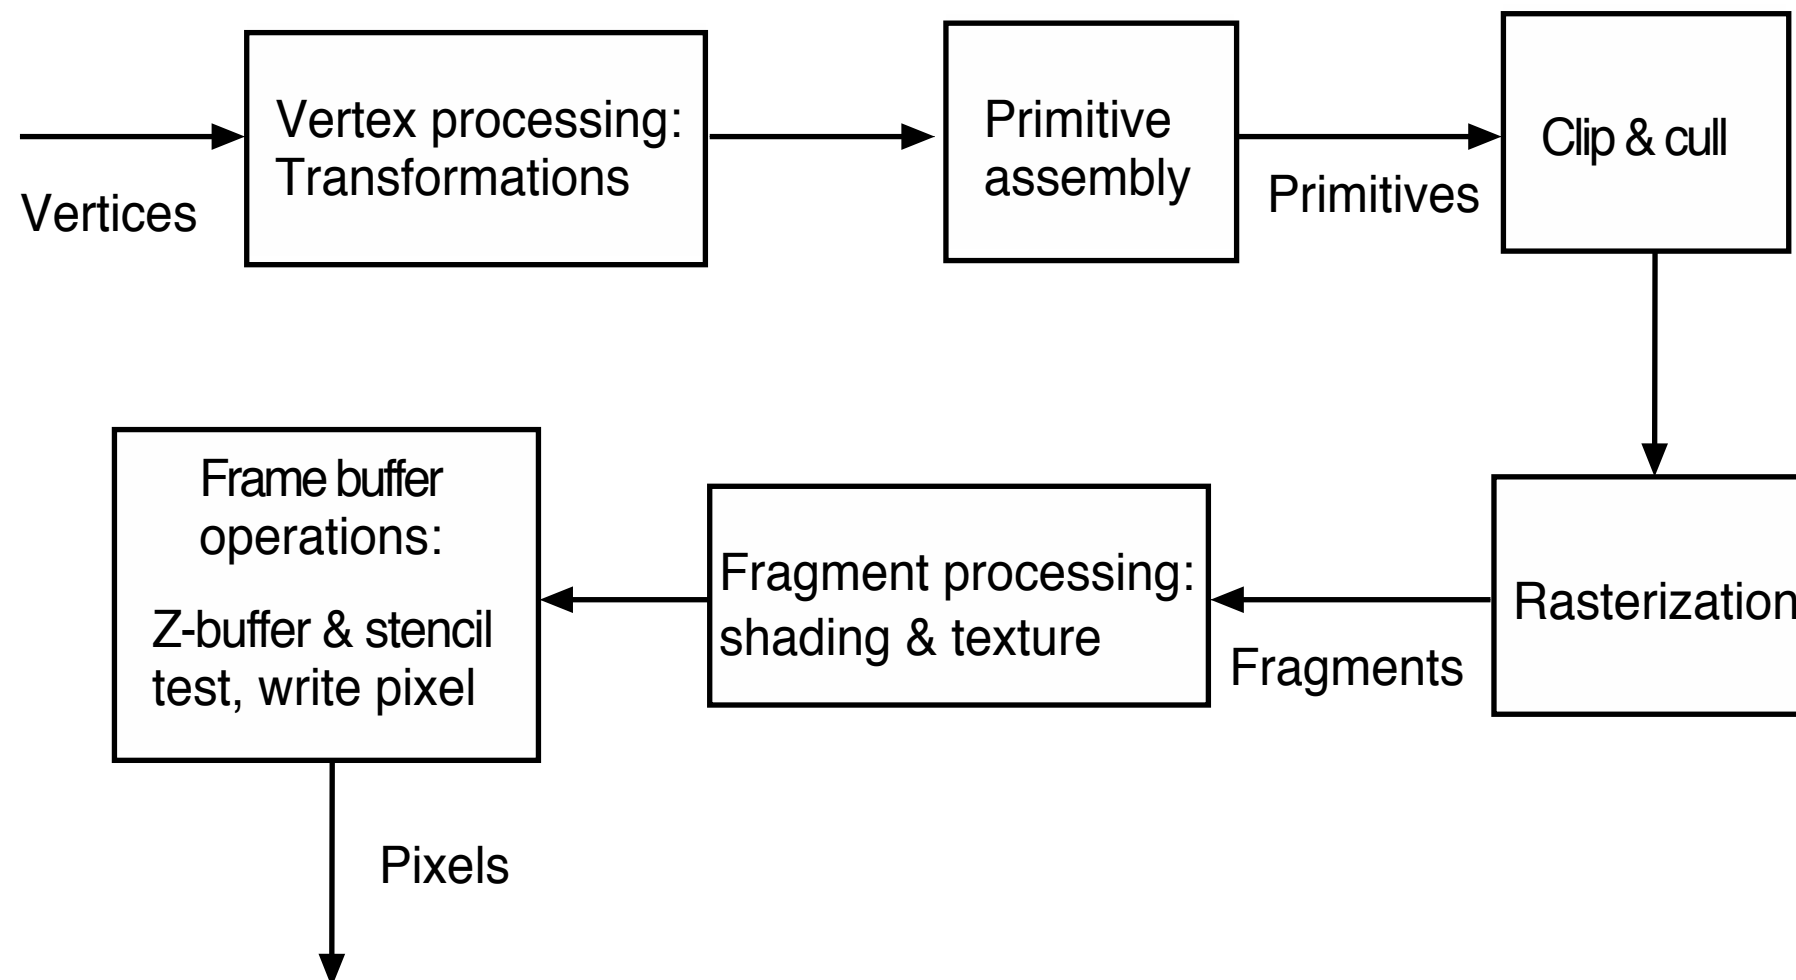 Vertices
Vertex processing:
Transformations
Primitive
assembly
Primitives
Clip & cull
Rasterization
Fragments
Fragment processing:
shading & texture
Frame buffer
operations:
Z-buffer & stencil
test, write pixel
Pixels